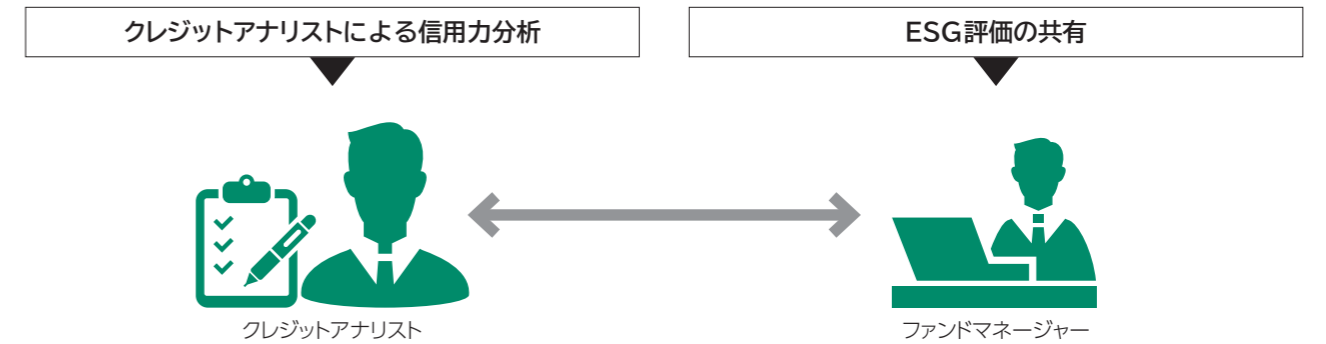 クレジットアナリストによる信用力分析
ESG評価の共有
クレジットアナリスト
ファンドマネージャー